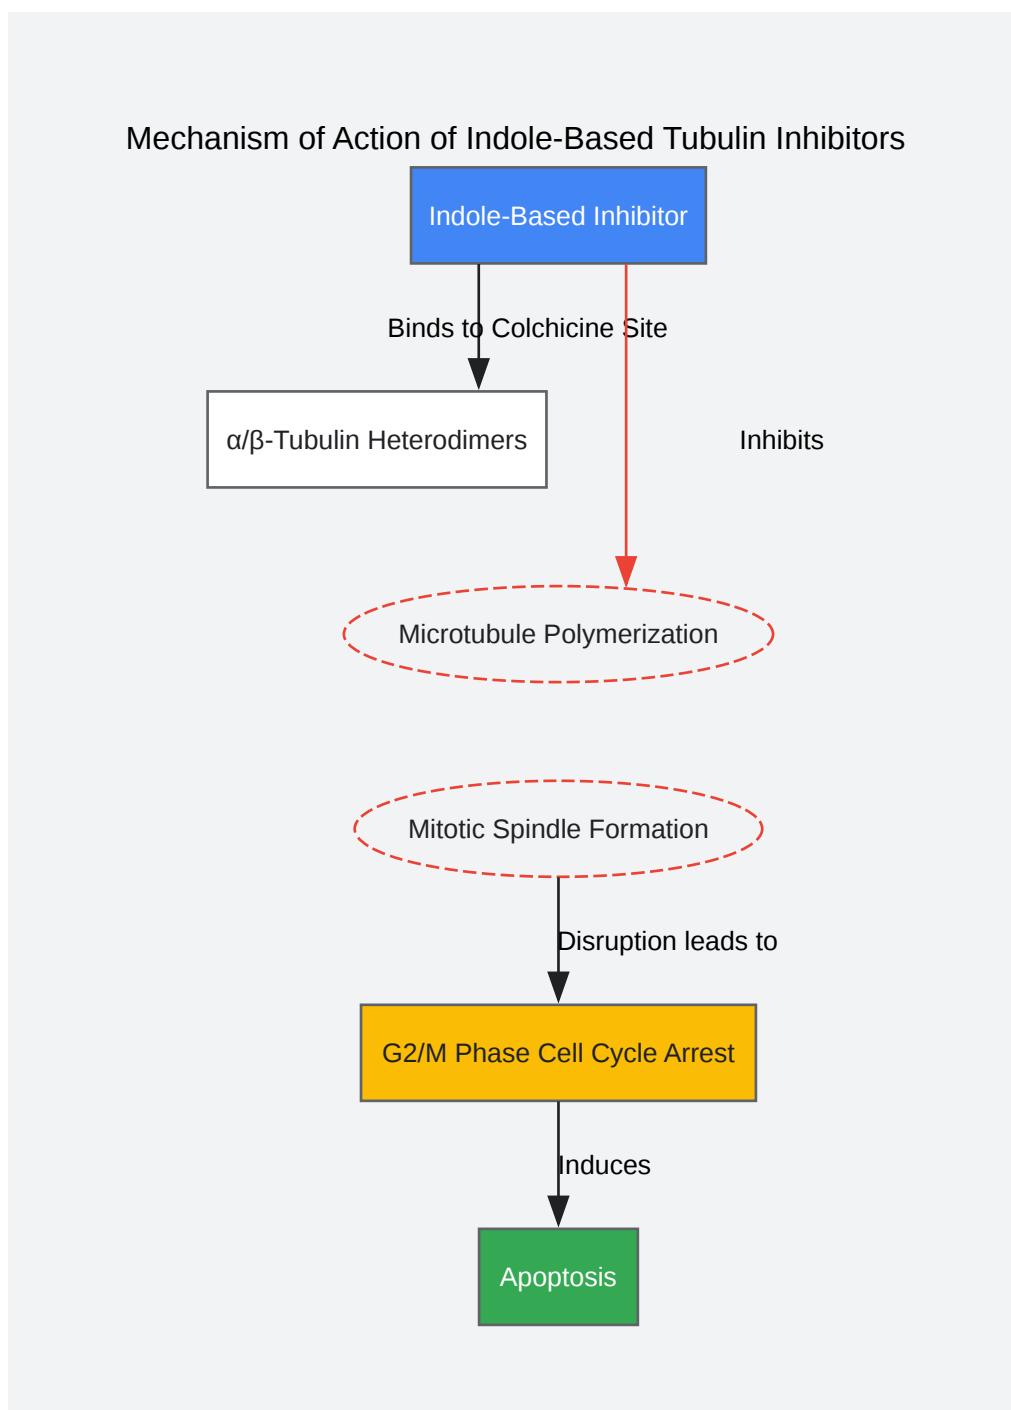 Mechanism of Action of Indole-Based Tubulin Inhibitors
Indole-Based Inhibitor
Binds to Colchicine Site
α/β-Tubulin Heterodimers
Inhibits
Microtubule Polymerization
Mitotic Spindle Formation
Disruption leads to
G2/M Phase Cell Cycle Arrest
Induces
Apoptosis